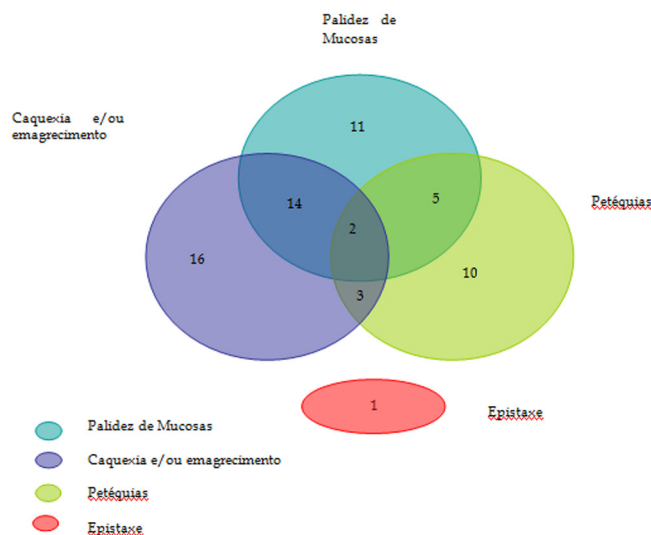 Palidez de
Mucosas
Caquexia e/ou
emagrecimento
11
14
5
2
Petéquias
16
10
3
1
Epistaxe
Palidez de Mucosas
Caquexia e/ou emagrecimento
Petéquias
Epistaxe